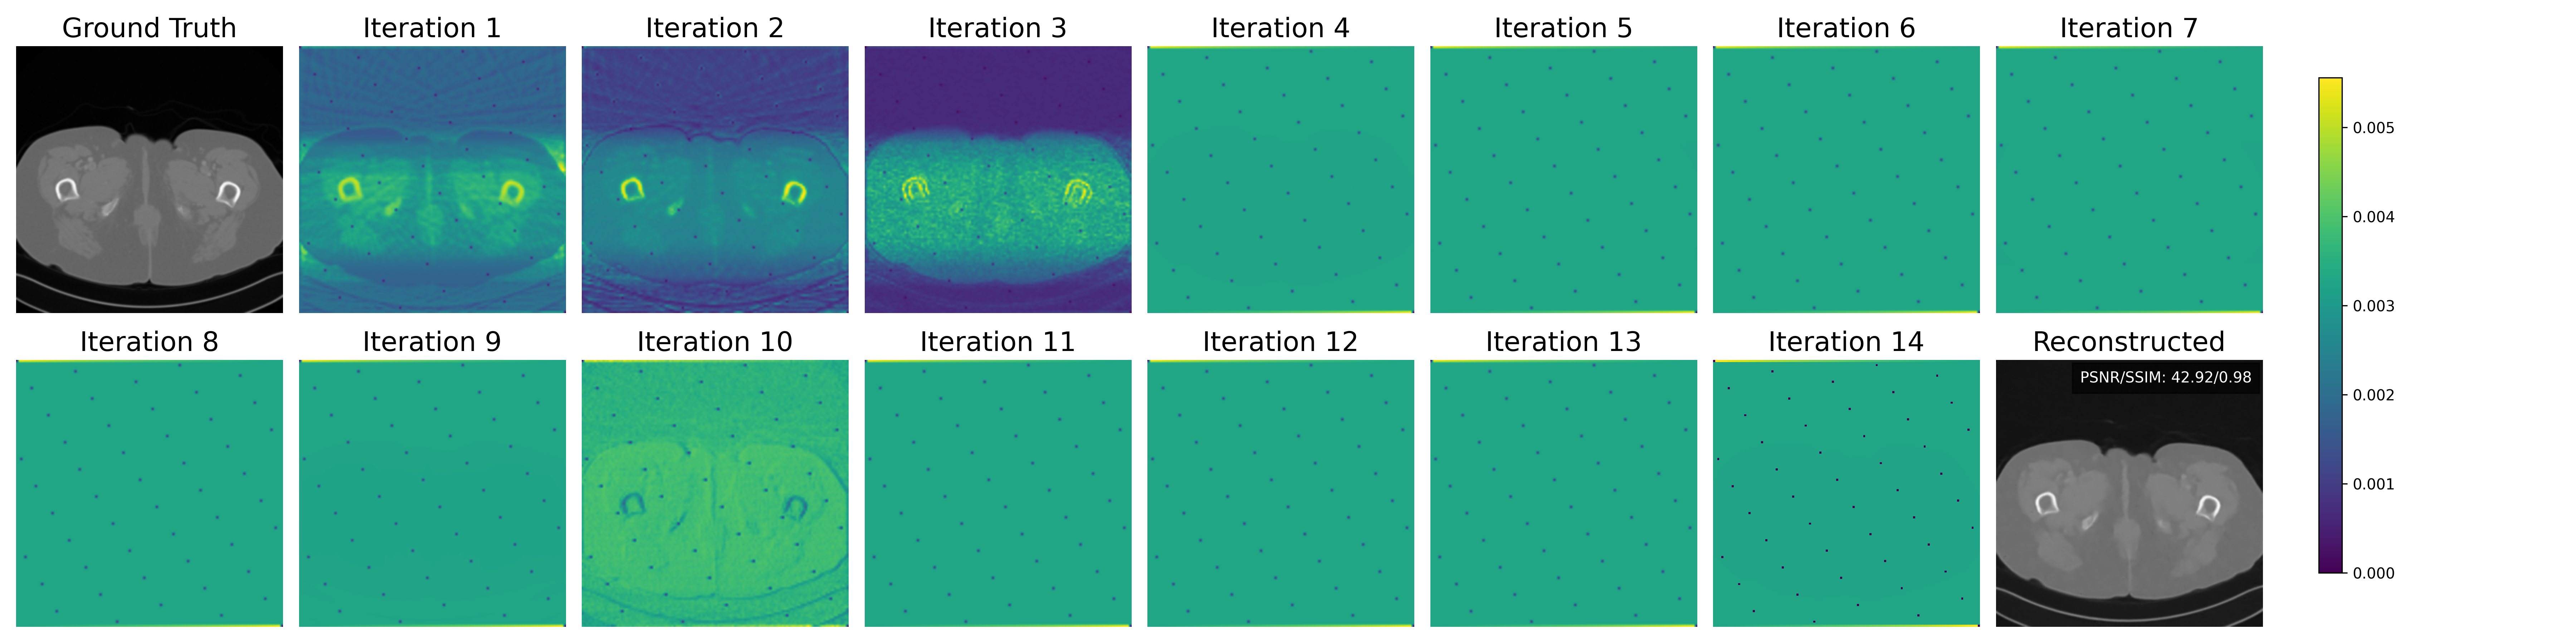 Ground Truth
Iteration 1
Iteration 2
Iteration 3
Iteration 4
Iteration 5
Iteration 6
Iteration 7
0.005
0.004
0.003
0.002
0.001
0.000
Iteration 8
Iteration 9
Iteration 10
Iteration 11
Iteration 12
Iteration 13
Iteration 14
Reconstructed
PSNR/SSIM: 42.92/0.98